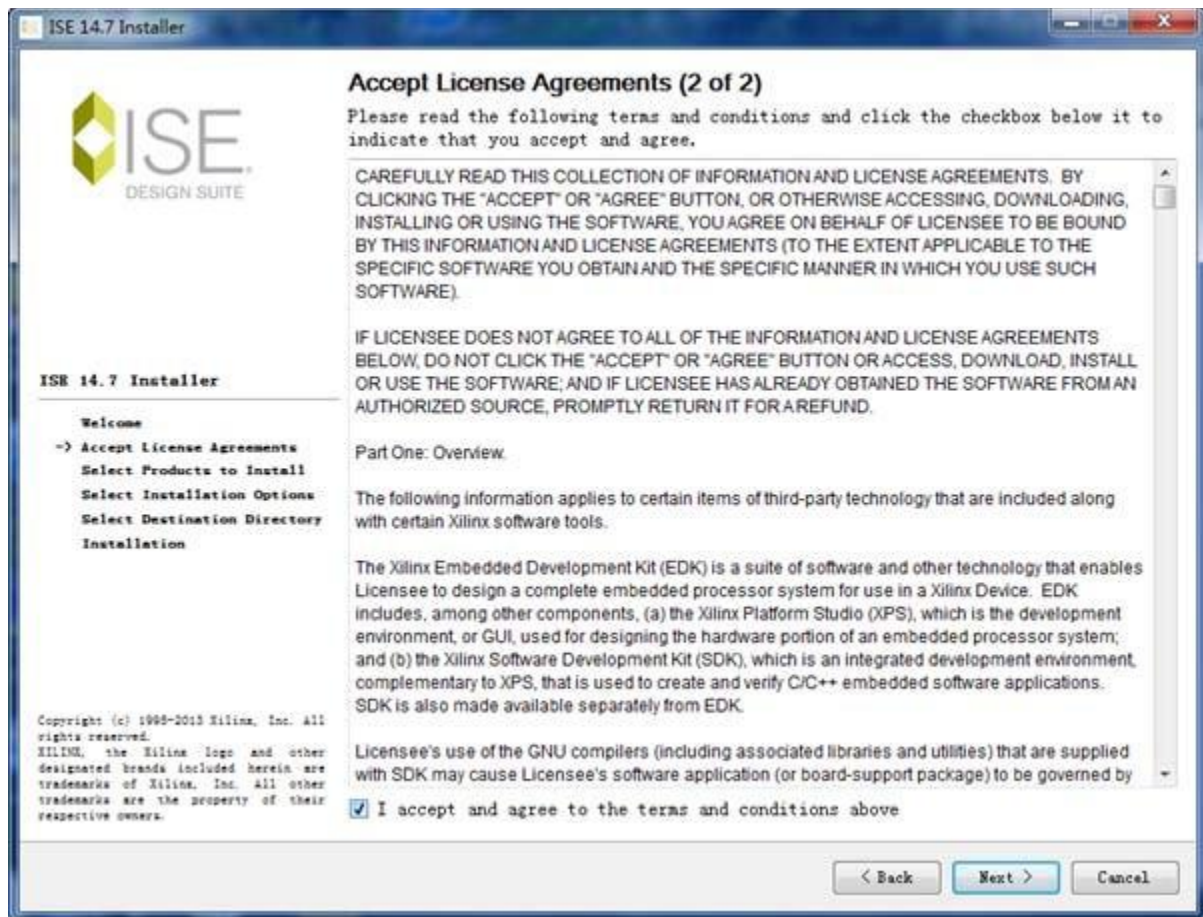 ISE 14.7 Installer
ISE
DESIGN SUITE
ISE 14.7 Installer
Welcome
-> Accept License Agreements
Select Products to Install
Select Installation Options
Select Destination Directory
Installation
Copyright (c) 1995-2013 Xilinx, Inc. All
rights reserved.
XILINX, the Xilinx logo and other
designated brands included herein are
trademarks of Xilinx, Inc. All other
trademarks are the property of their
respective owners.
Accept License Agreements (2 of 2)
Please read the following terms and conditions and click the checkbox below it to
indicate that you accept and agree.
CAREFULLY READ THIS COLLECTION OF INFORMATION AND LICENSE AGREEMENTS. BY
CLICKING THE "ACCEPT" OR "AGREE" BUTTON, OR OTHERWISE ACCESSING, DOWNLOADING,
INSTALLING OR USING THE SOFTWARE, YOU AGREE ON BEHALF OF LICENSEE TO BE BOUND
BY THIS INFORMATION AND LICENSE AGREEMENTS (TO THE EXTENT APPLICABLE TO THE
SPECIFIC SOFTWARE YOU OBTAIN AND THE SPECIFIC MANNER IN WHICH YOU USE SUCH
SOFTWARE).
IF LICENSEE DOES NOT AGREE TO ALL OF THE INFORMATION AND LICENSE AGREEMENTS
BELOW, DO NOT CLICK THE "ACCEPT" OR "AGREE" BUTTON OR ACCESS, DOWNLOAD, INSTALL
OR USE THE SOFTWARE; AND IF LICENSEE HAS ALREADY OBTAINED THE SOFTWARE FROM AN
AUTHORIZED SOURCE, PROMPTLY RETURN IT FOR A REFUND.
Part One: Overview.
The following information applies to certain items of third-party technology that are included along
with certain Xilinx software tools.
The Xilinx Embedded Development Kit (EDK) is a suite of software and other technology that enables
Licensee to design a complete embedded processor system for use in a Xilinx Device. EDK
includes, among other components, (a) the Xilinx Platform Studio (XPS), which is the development
environment, or GUI, used for designing the hardware portion of an embedded processor system;
and (b) the Xilinx Software Development Kit (SDK), which is an integrated development environment,
complementary to XPS, that is used to create and verify C/C++ embedded software applications.
SDK is also made available separately from EDK.
Licensee's use of the GNU compilers (including associated libraries and utilities) that are supplied
with SDK may cause Licensee's software application (or board-support package) to be governed by
I accept and agree to the terms and conditions above
< Back Next > Cancel